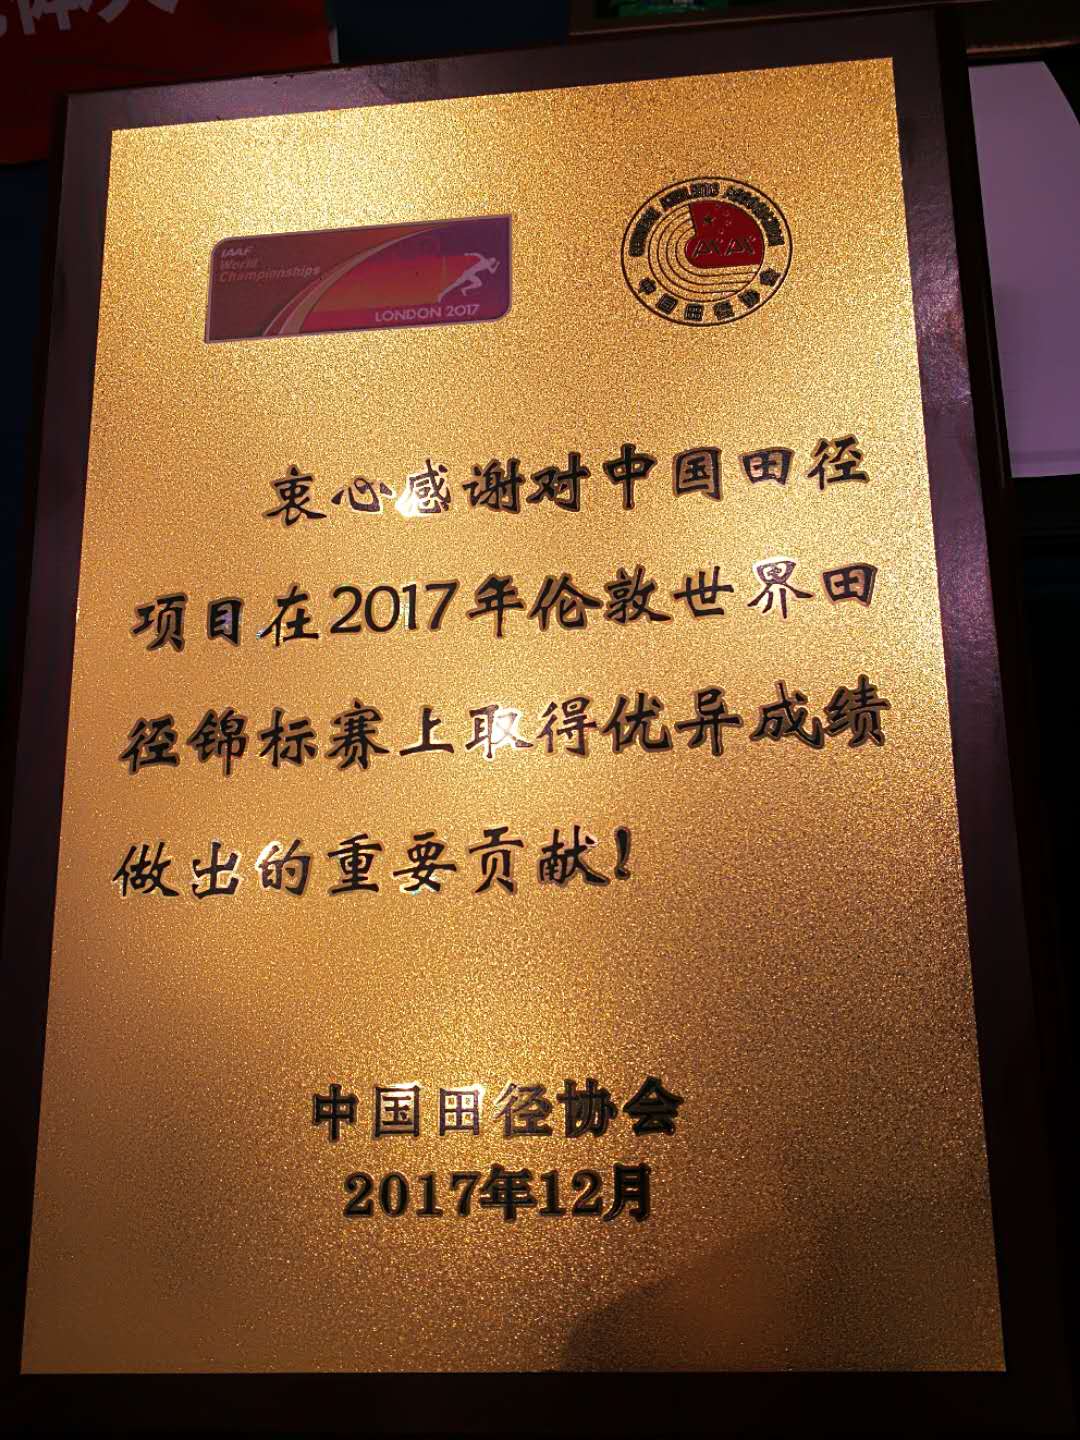 IAAF
World
Championships
LONDON 2017
CHINESE ATHLETIC ASSOCIATION
中国田径协会
衷心感谢对中国田径
项目在2017年伦敦世界田
径锦标赛上取得优异成绩
做出的重要贡献!
中国田径协会
2017年12月